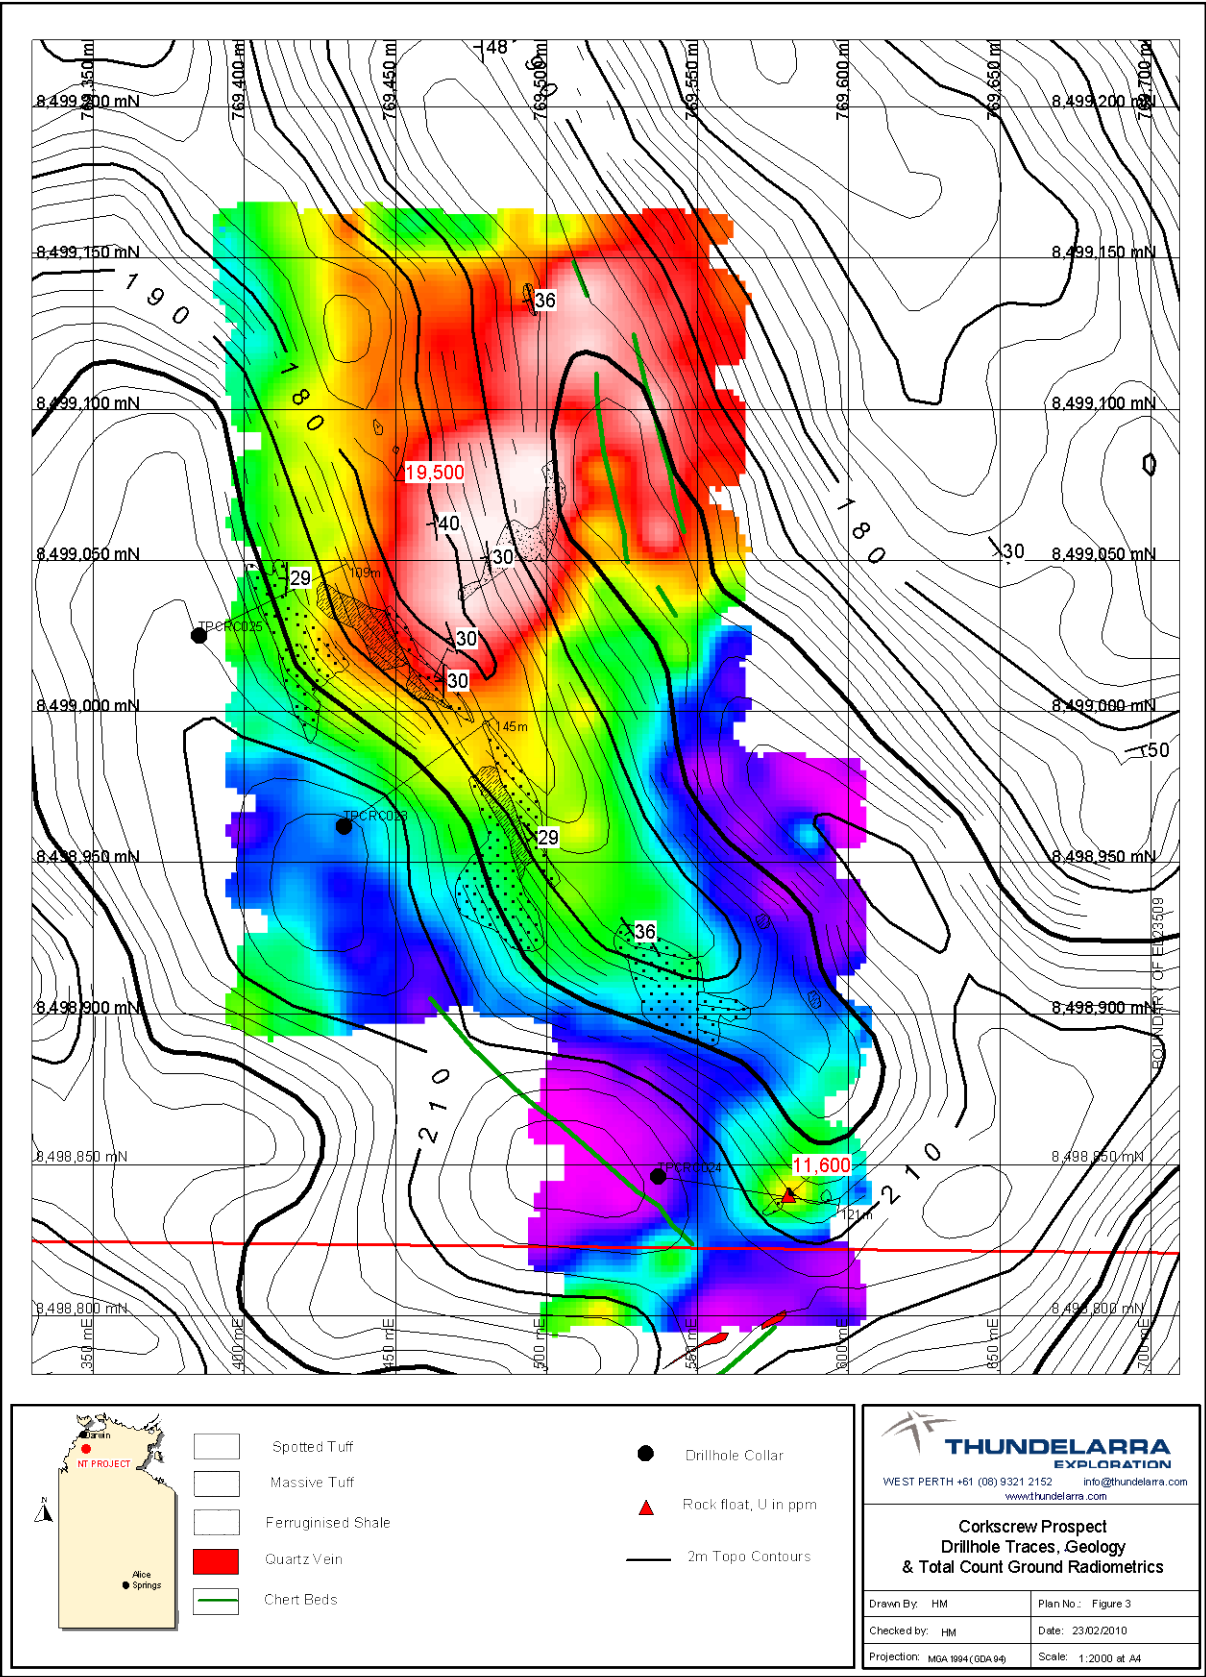 48
60
769,350 m
769,400 m
769,450 m
769,500 m
769,550 m
769,600 m
769,650 m
769,700 m
8,499,200 mN
8,499,200 mN
8,499,150 mN
8,499,150 mN
190
36
180
8,499,100 mN
8,499,100 mN
19,500
40
180
30
30
8,499,050 mN
8,499,050 mN
109m
29
TPCRC025
30
30
8,499,000 mN
8,499,000 mN
145m
50
TPCRC023
29
8,498,950 mN
8,498,950 mN
36
BOUNDARY OF EL23509
8,498,900 mN
8,498,900 mN
210
210
8,498,850 mN
8,498,850 mN
TPCRC024
11,600
121m
8,498,800 mN
8,498,800 mN
350 mE
400 mE
450 mE
500 mE
550 mE
600 mE
650 mE
700 mE
Darwin
NT PROJECT
N
Alice
Springs
Spotted Tuff
Massive Tuff
Ferruginised Shale
Quartz Vein
Chert Beds
Drillhole Collar
Rock float, U in ppm
2m Topo Contours
THUNDELARRA
EXPLORATION
WEST PERTH +61 (08) 9321 2152 info@thundelarra.com
www.thundelarra.com
Corkscrew Prospect
Drillhole Traces, Geology
& Total Count Ground Radiometrics
Drawn By: HM
Plan No.: Figure 3
Checked by: HM
Date: 23/02/2010
Projection: MGA 1994 (GDA 94)
Scale: 1:2000 at A4